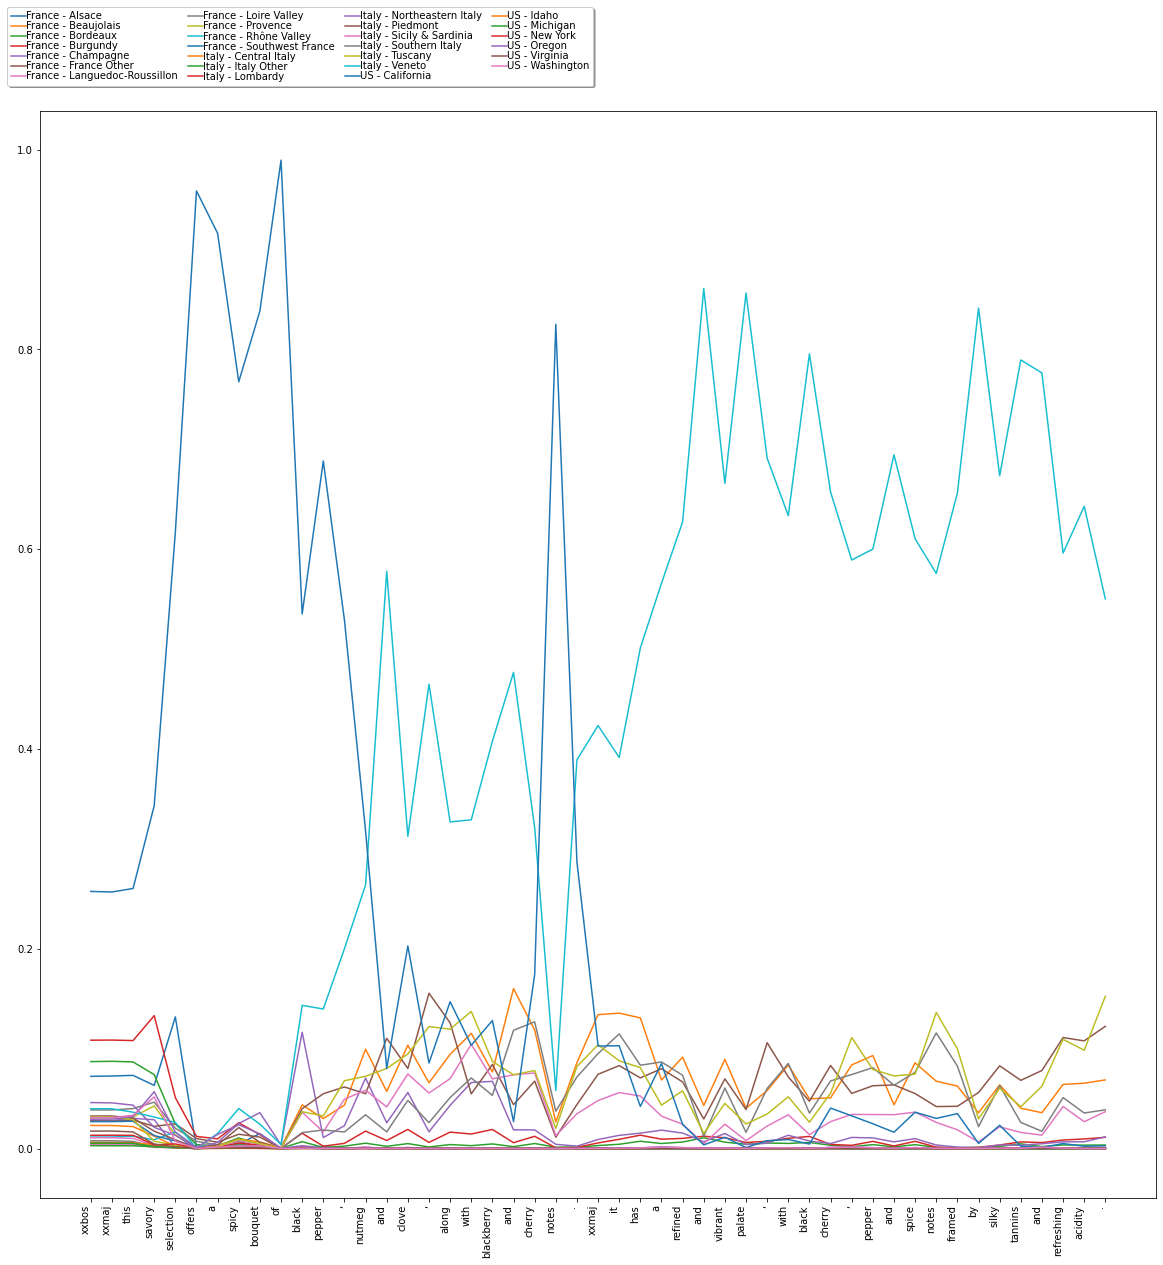 France - Alsace
France - Beaujolais
France - Bordeaux
France - Burgundy
France - Champagne
France - France Other
France - Languedoc-Roussillon
France - Loire Valley
France - Provence
France - Rhône Valley
France - Southwest France
Italy - Central Italy
Italy - Italy Other
Italy - Lombardy
Italy - Northeastern Italy
Italy - Piedmont
Italy - Sicily & Sardinia
Italy - Southern Italy
Italy - Tuscany
Italy - Veneto
US - California
US - Idaho
US - Michigan
US - New York
US - Oregon
US - Virginia
US - Washington
1.0
0.8
0.6
0.4
0.2
0.0
xxbos
xxmaj
this
savory
selection
offers
a
spicy
bouquet
of
black
pepper
,
nutmeg
and
clove
,
along
with
blackberry
and
cherry
notes
.
xxmaj
it
has
a
refined
and
vibrant
palate
,
with
black
cherry
,
pepper
and
spice
notes
framed
by
silky
tannins
and
refreshing
acidity
.